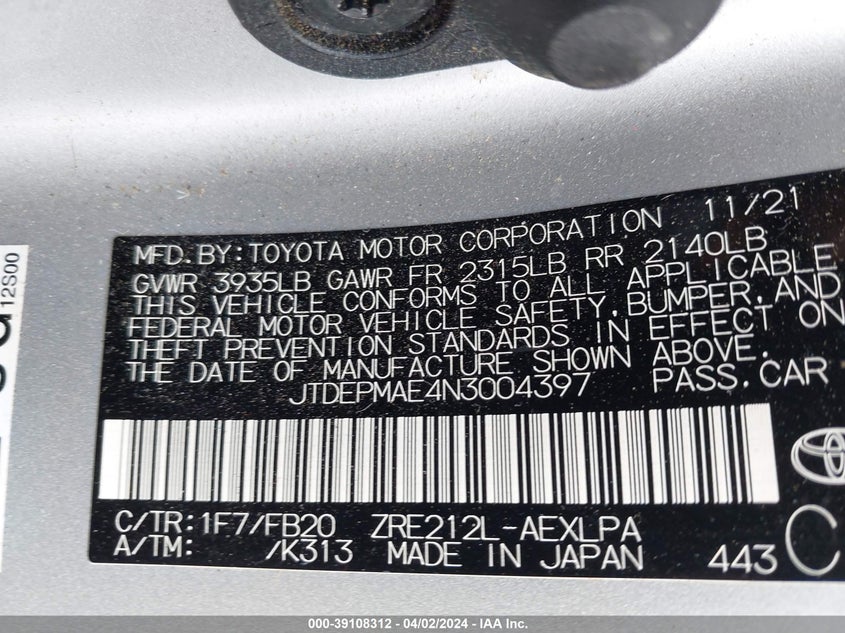 MFD.BY:TOYOTA MOTOR CORPORATION 11/21
GVWR 3935LB GAWR FR 2315LB RR 2140LB
THIS VEHICLE CONFORMS TO ALL APPLICABLE
FEDERAL MOTOR VEHICLE SAFETY,BUMPER,AND
THEFT PREVENTION STANDARDS IN EFFECT ON
THE DATE OF MANUFACTURE SHOWN ABOVE.
JTDEPMAE4N3004397 PASS.CAR
C/TR:1F7/FB20 ZRE212L-AEXLPA
A/TM: /K313 MADE IN JAPAN 443 C
12S00
000-39108312 - 04/02/2024 - IAA Inc.